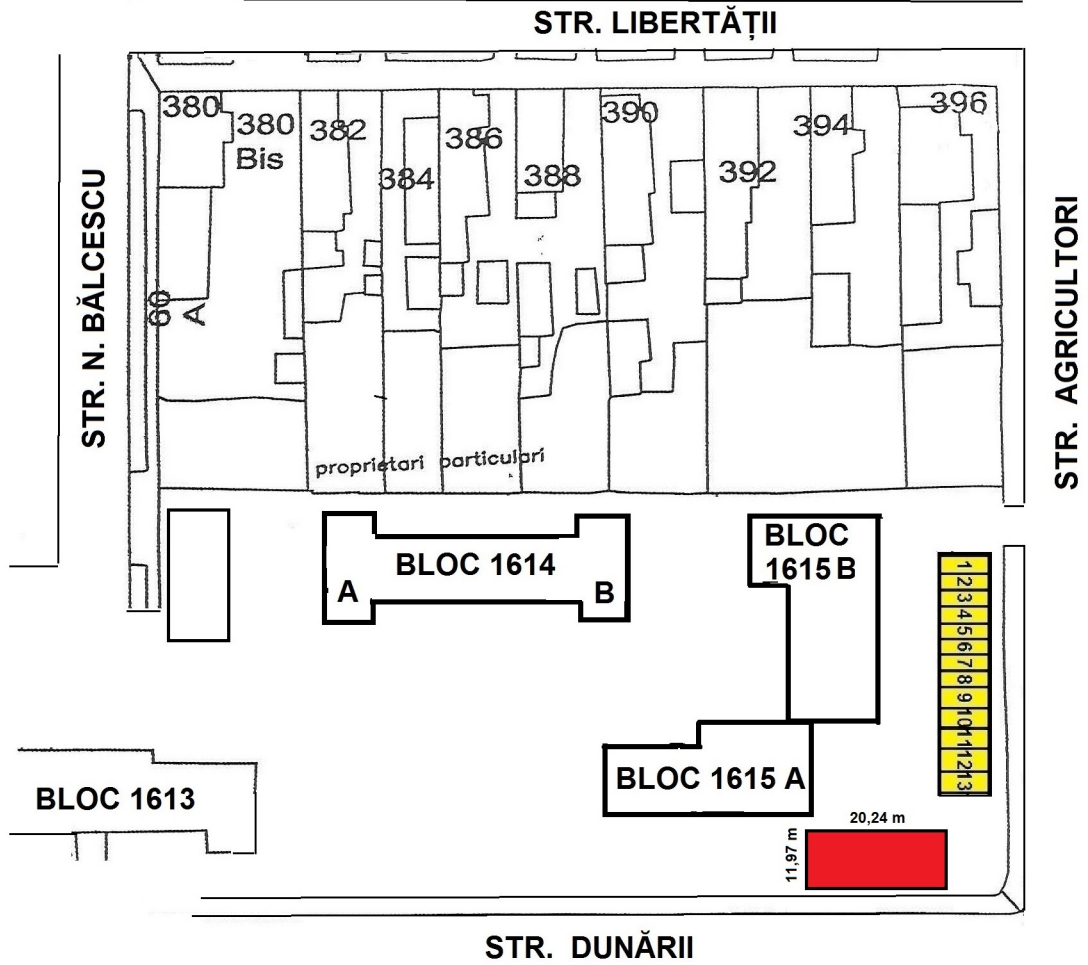 STR. LIBERTĂȚII
380
380
Bis
382
384
386
388
390
392
394
396
STR. N. BĂLCESCU
60
A
STR. AGRICULTORI
proprietari particulari
BLOC 1614
A
B
BLOC
1615 B
1
2
3
4
5
6
7
8
9
10
11
12
13
BLOC 1615 A
BLOC 1613
20,24 m
11,97 m
STR. DUNĂRII